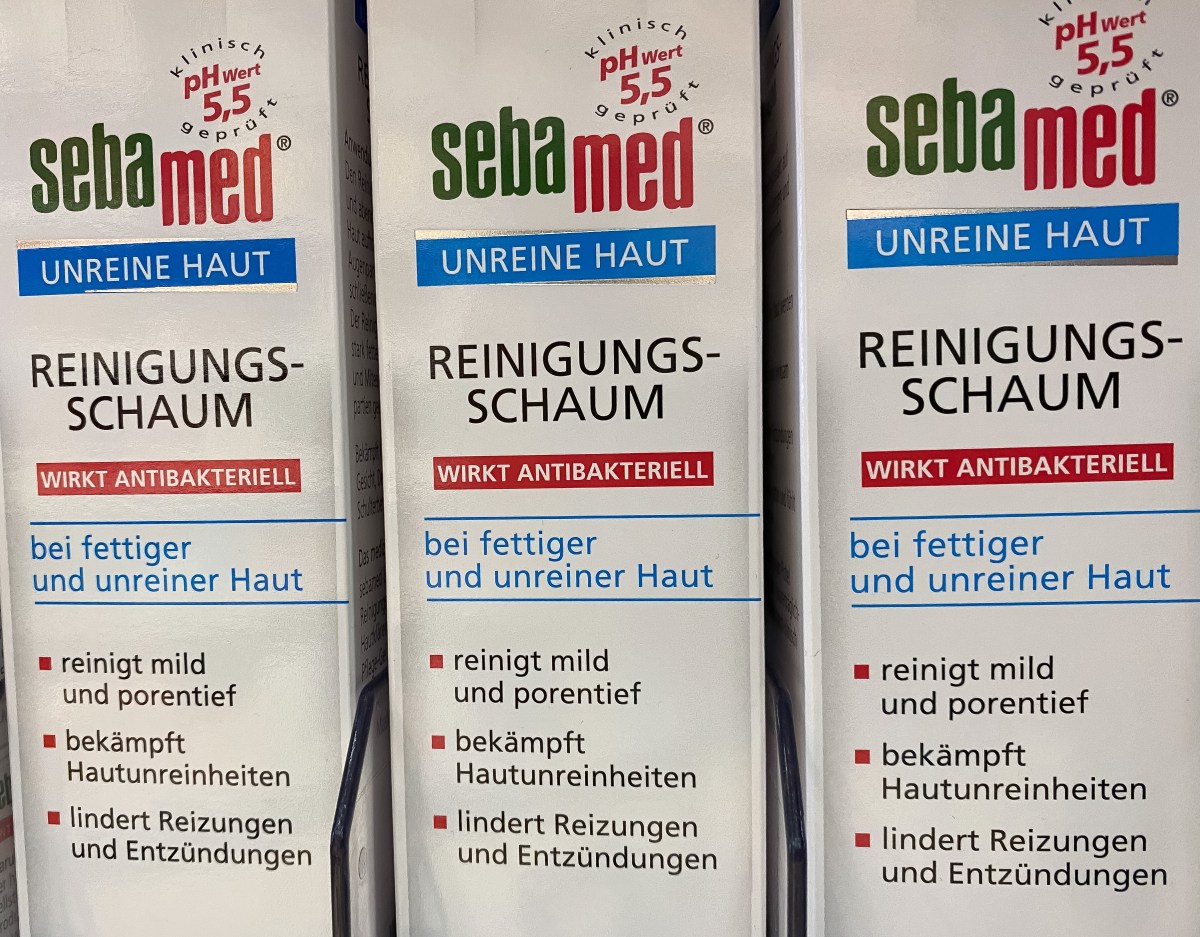 klinisch
pH Wert
5,5
geprüft
sebamed®
UNREINE HAUT
REINIGUNGS-
SCHAUM
WIRKT ANTIBAKTERIELL
bei fettiger
und unreiner Haut
reinigt mild
und porentief
bekämpft
Hautunreinheiten
lindert Reizungen
und Entzündungen
klinisch
pH Wert
5,5
geprüft
sebamed®
UNREINE HAUT
REINIGUNGS-
SCHAUM
WIRKT ANTIBAKTERIELL
bei fettiger
und unreiner Haut
reinigt mild
und porentief
bekämpft
Hautunreinheiten
lindert Reizungen
und Entzündungen
pH Wert
5,5
geprüft
sebamed®
UNREINE HAUT
REINIGUNGS-
SCHAUM
WIRKT ANTIBAKTERIELL
bei fettiger
und unreiner Haut
reinigt mild
und porentief
bekämpft
Hautunreinheiten
lindert Reizungen
und Entzündungen